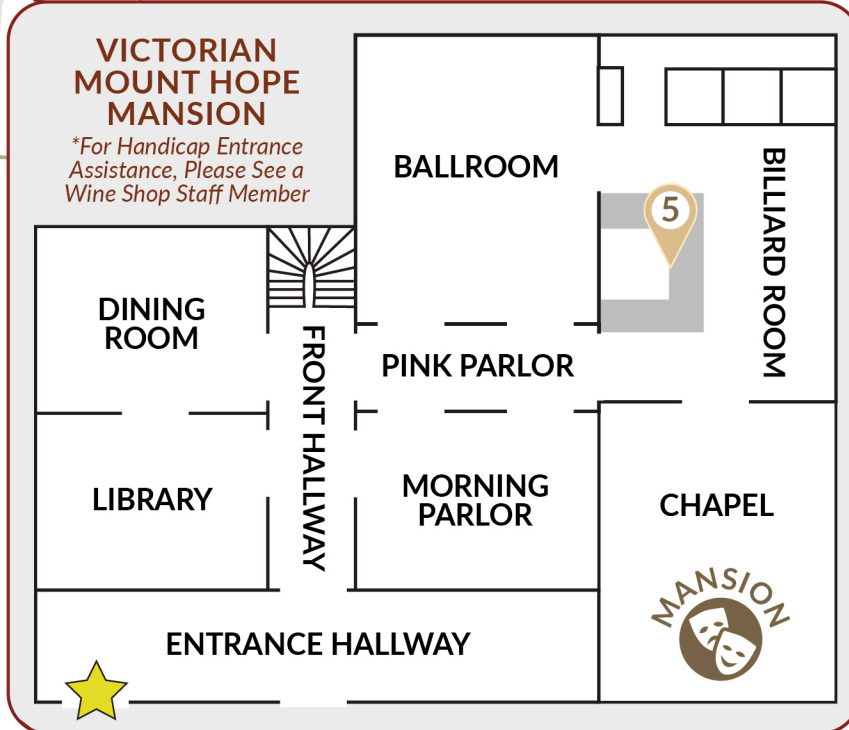 VICTORIAN
MOUNT HOPE
MANSION
*For Handicap Entrance
Assistance, Please See a
Wine Shop Staff Member
BALLROOM
5
BILLIARD ROOM
DINING
ROOM
FRONT HALLWAY
PINK PARLOR
LIBRARY
MORNING
PARLOR
CHAPEL
MANSION
ENTRANCE HALLWAY